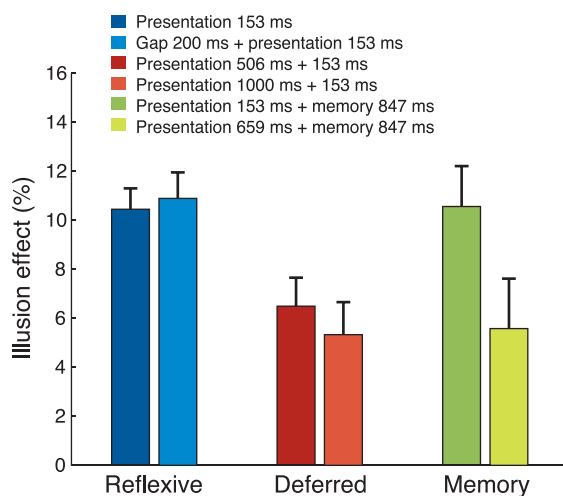 Presentation 153 ms
Gap 200 ms + presentation 153 ms
Presentation 506 ms + 153 ms
Presentation 1000 ms + 153 ms
Presentation 153 ms + memory 847 ms
Presentation 659 ms + memory 847 ms
Illusion effect (%)
16
14
12
10
8
6
4
2
0
Reflexive Deferred Memory